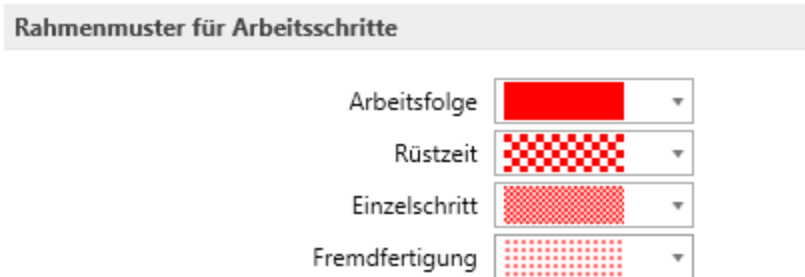 Rahmenmuster für Arbeitsschritte
Arbeitsfolge
Rüstzeit
Einzelschritt
Fremdfertigung